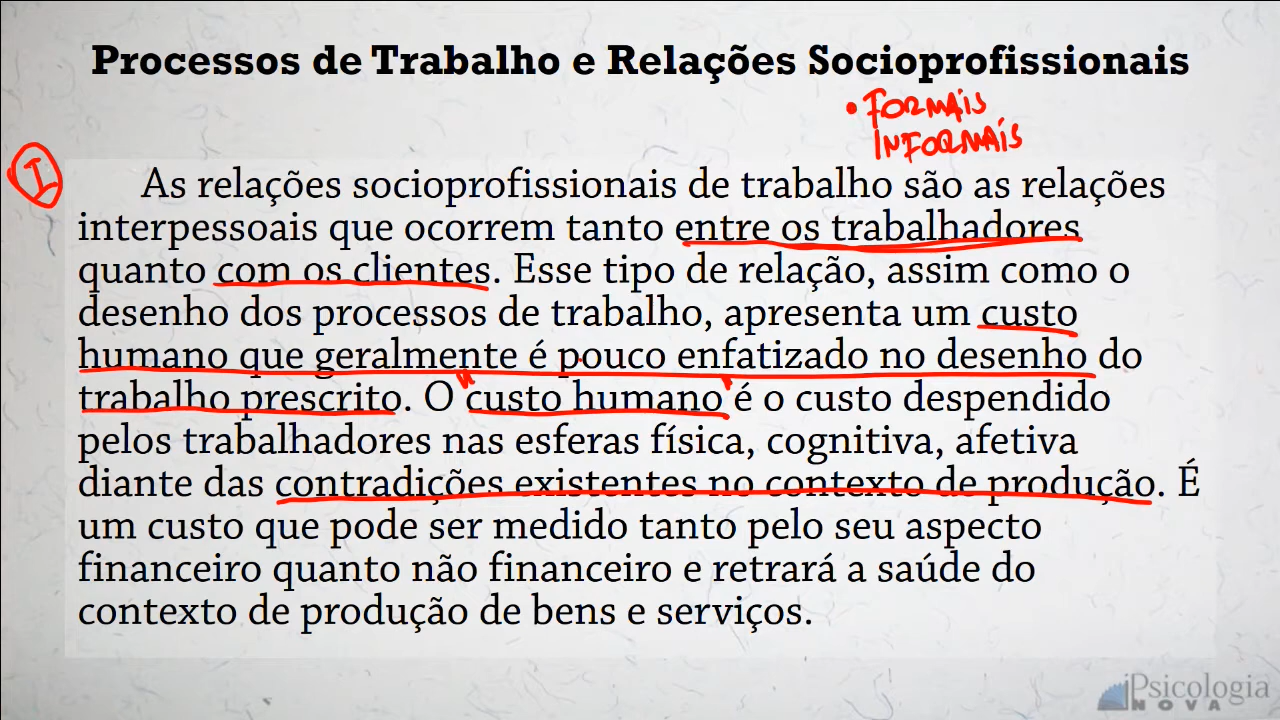 Processos de Trabalho e Relações Socioprofissionais
• FORMAIS
INFORMAIS
I
As relações socioprofissionais de trabalho são as relações
interpessoais que ocorrem tanto entre os trabalhadores
quanto com os clientes. Esse tipo de relação, assim como o
desenho dos processos de trabalho, apresenta um custo
humano que geralmente é pouco enfatizado no desenho do
trabalho prescrito. O "custo humano" é o custo despendido
pelos trabalhadores nas esferas física, cognitiva, afetiva
diante das contradições existentes no contexto de produção. É
um custo que pode ser medido tanto pelo seu aspecto
financeiro quanto não financeiro e retrará a saúde do
contexto de produção de bens e serviços.
Psicologia
NOVA